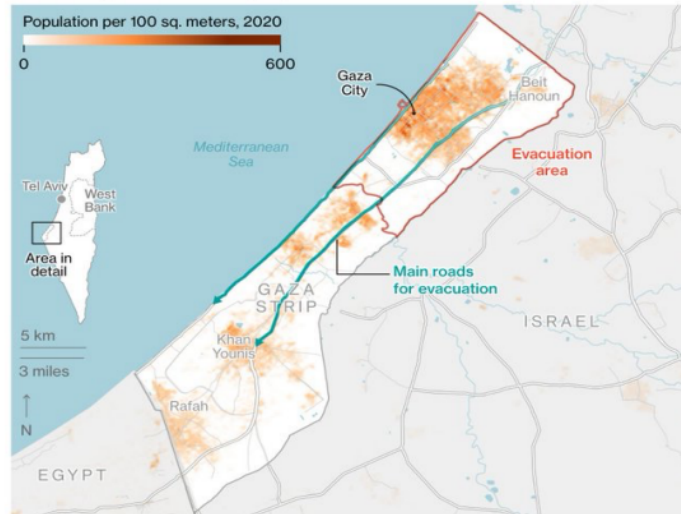 Population per 100 sq. meters, 2020
0
600
Gaza
City
Beit
Hanoun
Mediterranean
Sea
Evacuation
area
Tel Aviv
West
Bank
Area in
detail
Main roads
for evacuation
GAZA
STRIP
ISRAEL
5 km
3 miles
Khan
Younis
N
Rafah
EGYPT